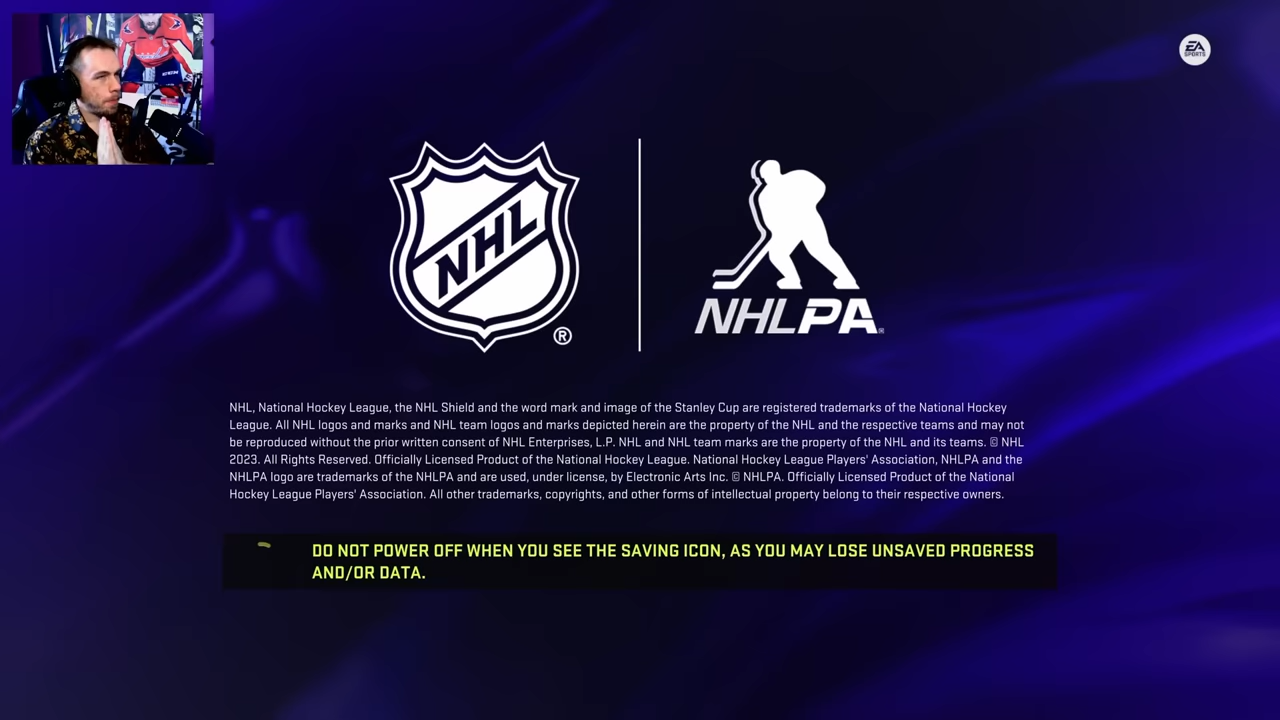 EA
SPORTS
NHL
®
NHLPA
NHL, National Hockey League, the NHL Shield and the word mark and image of the Stanley Cup are registered trademarks of the National Hockey
League. All NHL logos and marks and NHL team logos and marks depicted herein are the property of the NHL and the respective teams and may not
be reproduced without the prior written consent of NHL Enterprises, L.P. NHL and NHL team marks are the property of the NHL and its teams. © NHL
2023. All Rights Reserved. Officially Licensed Product of the National Hockey League. National Hockey League Players' Association, NHLPA and the
NHLPA logo are trademarks of the NHLPA and are used, under license, by Electronic Arts Inc. © NHLPA. Officially Licensed Product of the National
Hockey League Players' Association. All other trademarks, copyrights, and other forms of intellectual property belong to their respective owners.
DO NOT POWER OFF WHEN YOU SEE THE SAVING ICON, AS YOU MAY LOSE UNSAVED PROGRESS
AND/OR DATA.